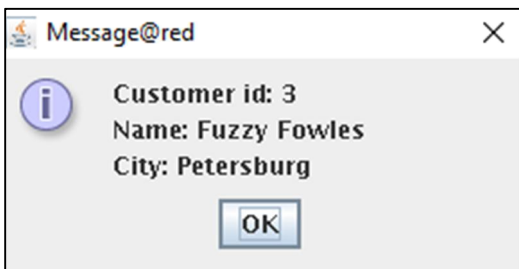 Message@red
Customer id: 3
Name: Fuzzy Fowles
City: Petersburg
OK